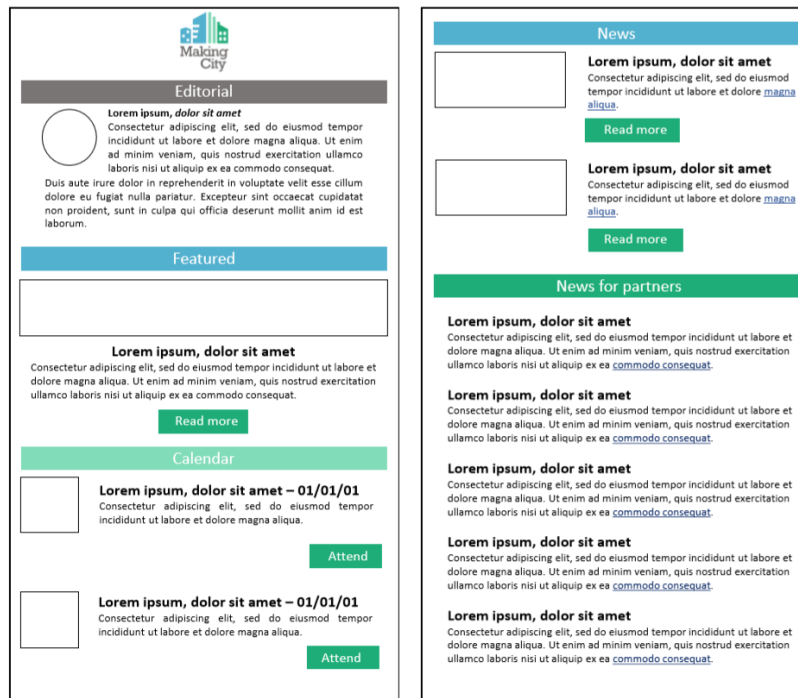 Making
City
Editorial
Lorem ipsum, dolor sit amet
Consectetur adipiscing elit, sed do eiusmod tempor
incididunt ut labore et dolore magna aliqua. Ut enim
ad minim veniam, quis nostrud exercitation ullamco
laboris nisi ut aliquip ex ea commodo consequat.
Duis aute irure dolor in reprehenderit in voluptate velit esse cillum
dolore eu fugiat nulla pariatur. Excepteur sint occaecat cupidatat
non proident, sunt in culpa qui officia deserunt mollit anim id est
laborum.
Featured
Lorem ipsum, dolor sit amet
Consectetur adipiscing elit, sed do eiusmod tempor incididunt ut labore et
dolore magna aliqua. Ut enim ad minim veniam, quis nostrud exercitation
ullamco laboris nisi ut aliquip ex ea commodo consequat.
Read more
Calendar
Lorem ipsum, dolor sit amet – 01/01/01
Consectetur adipiscing elit, sed do eiusmod tempor
incididunt ut labore et dolore magna aliqua.
Attend
Lorem ipsum, dolor sit amet – 01/01/01
Consectetur adipiscing elit, sed do eiusmod tempor
incididunt ut labore et dolore magna aliqua.
Attend
News
Lorem ipsum, dolor sit amet
Consectetur adipiscing elit, sed do eiusmod
tempor incididunt ut labore et dolore magna
aliqua.
Read more
Lorem ipsum, dolor sit amet
Consectetur adipiscing elit, sed do eiusmod
tempor incididunt ut labore et dolore magna
aliqua.
Read more
News for partners
Lorem ipsum, dolor sit amet
Consectetur adipiscing elit, sed do eiusmod tempor incididunt ut labore et
dolore magna aliqua. Ut enim ad minim veniam, quis nostrud exercitation
ullamco laboris nisi ut aliquip ex ea commodo consequat.
Lorem ipsum, dolor sit amet
Consectetur adipiscing elit, sed do eiusmod tempor incididunt ut labore et
dolore magna aliqua. Ut enim ad minim veniam, quis nostrud exercitation
ullamco laboris nisi ut aliquip ex ea commodo consequat.
Lorem ipsum, dolor sit amet
Consectetur adipiscing elit, sed do eiusmod tempor incididunt ut labore et
dolore magna aliqua. Ut enim ad minim veniam, quis nostrud exercitation
ullamco laboris nisi ut aliquip ex ea commodo consequat.
Lorem ipsum, dolor sit amet
Consectetur adipiscing elit, sed do eiusmod tempor incididunt ut labore et
dolore magna aliqua. Ut enim ad minim veniam, quis nostrud exercitation
ullamco laboris nisi ut aliquip ex ea commodo consequat.
Lorem ipsum, dolor sit amet
Consectetur adipiscing elit, sed do eiusmod tempor incididunt ut labore et
dolore magna aliqua. Ut enim ad minim veniam, quis nostrud exercitation
ullamco laboris nisi ut aliquip ex ea commodo consequat.